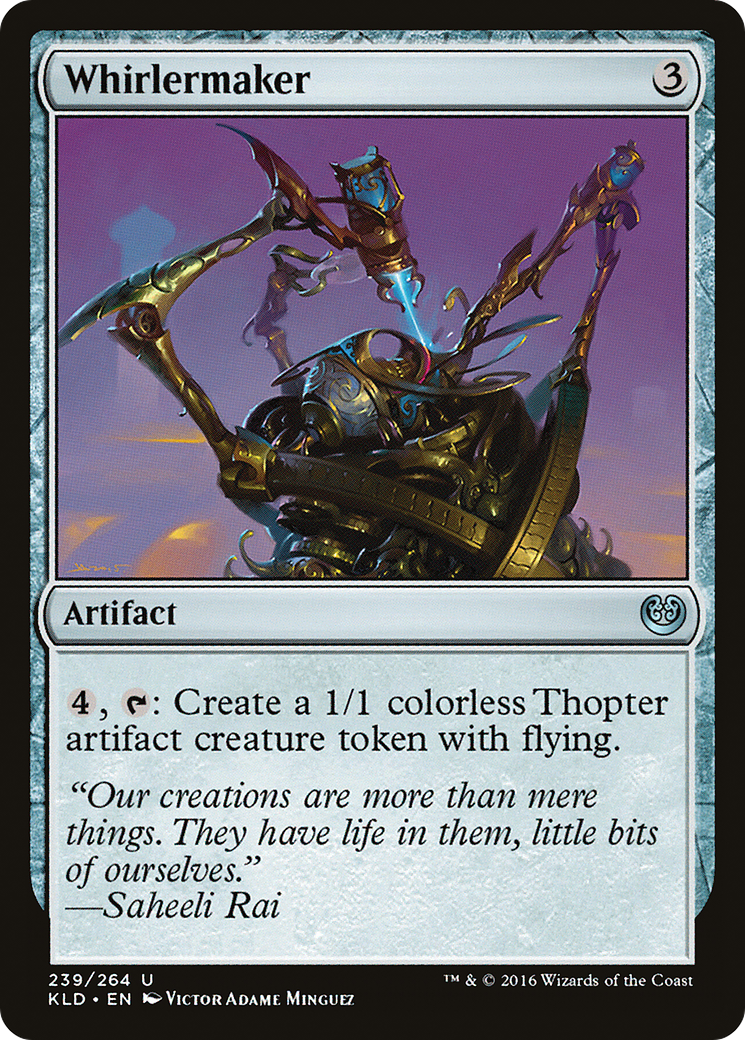 Whirlermaker 3
Artifact
4, : Create a 1/1 colorless Thopter
artifact creature token with flying.
“Our creations are more than mere
things. They have life in them, little bits
of ourselves.”
—Saheeli Rai
239/264 U
KLD • EN Victor Adame Minguez
™ & © 2016 Wizards of the Coast